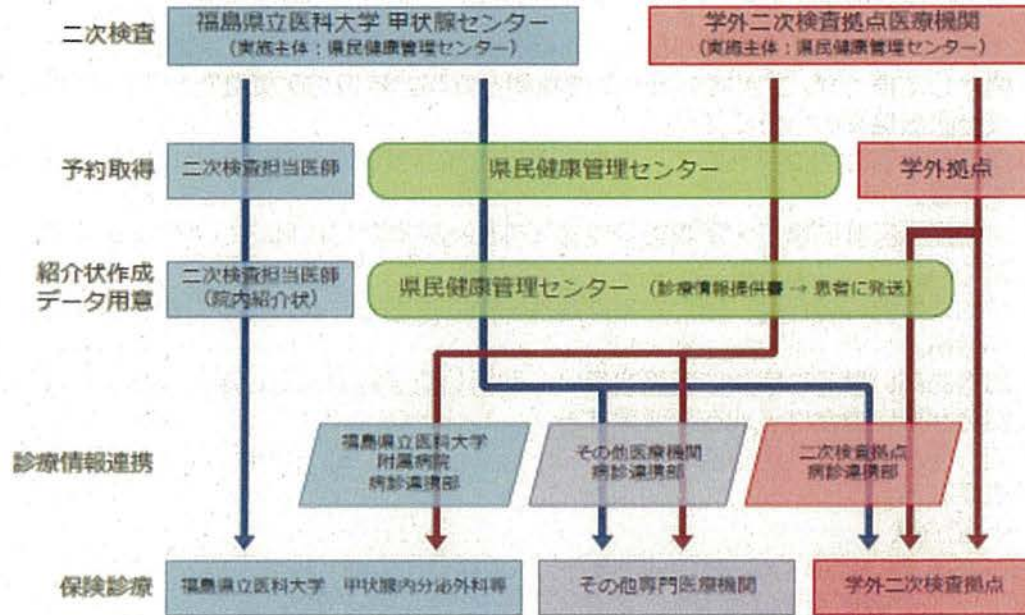 二次検査
福島県立医科大学 甲状腺センター
(実施主体：県民健康管理センター)
学外二次検査拠点医療機関
(実施主体：県民健康管理センター)
予約取得
二次検査担当医師
県民健康管理センター
学外拠点
紹介状作成
データ用意
二次検査担当医師
(院内紹介状)
県民健康管理センター (診療情報提供書 → 患者に発送)
診療情報連携
福島県立医科大学
附属病院
病診連携部
その他医療機関
病診連携部
二次検査拠点
病診連携部
保険診療
福島県立医科大学 甲状腺内分泌外科等
その他専門医療機関
学外二次検査拠点